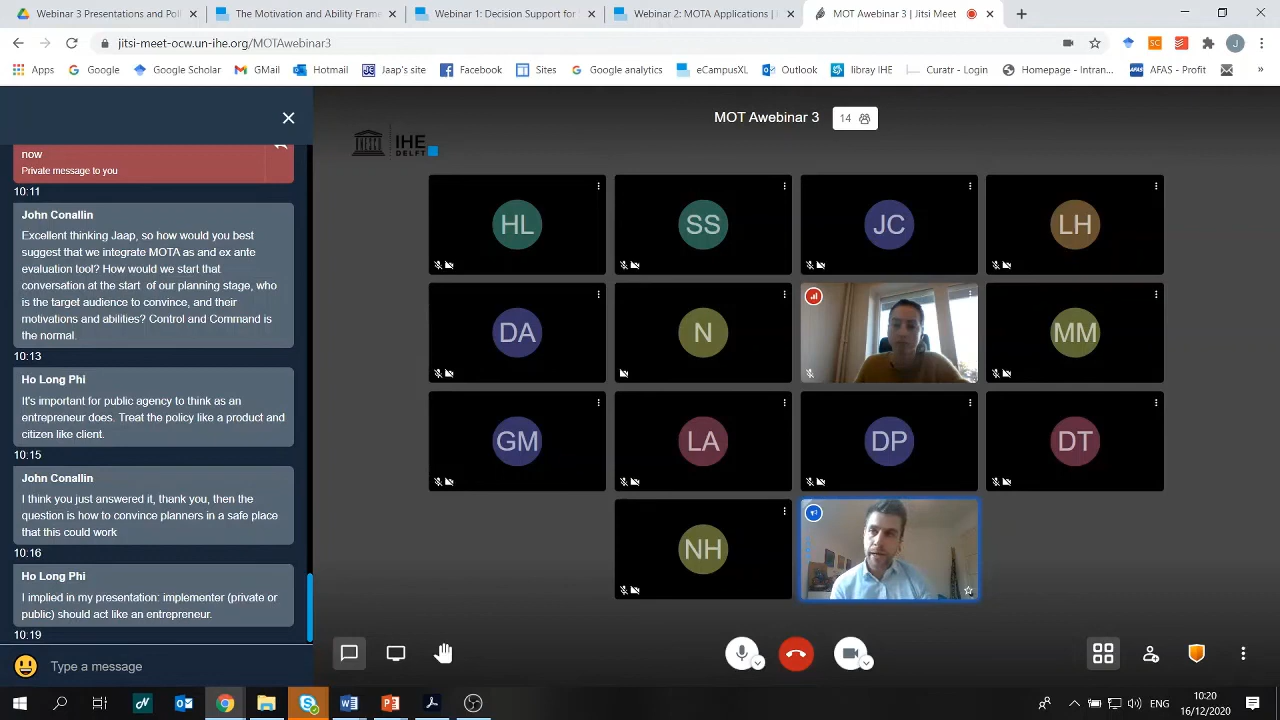 Webinar 3 Presentations and Poll
The Motivation and Ability Frame
Webinar 1: Decision Support for
Webinar 2: MOTA Applications |
MOT Awebinar 3 | Jitsi Meet
jitsi-meet-ocw.un-ihe.org/MOTAwebinar3
SC
J
Apps
Google
Google Scholar
GMail
Hotmail
Jaap's site
Facebook
Sites
Google analytics
eCampusXL
Outlook
libray IHE
Curatr - Login
Homepage - Intran...
AFAS - Profit
»
MOT Awebinar 3
14
IHE
DELFT
now
Private message to you
10:11
John Conallin
Excellent thinking Jaap, so how would you best
suggest that we integrate MOTA as and ex ante
evaluation tool? How would we start that
conversation at the start of our planning stage, who
is the target audience to convince, and their
motivations and abilities? Control and Command is
the normal.
10:13
Ho Long Phi
It's important for public agency to think as an
entrepreneur does. Treat the policy like a product and
citizen like client.
10:15
John Conallin
I think you just answered it, thank you, then the
question is how to convince planners in a safe place
that this could work
10:16
Ho Long Phi
I implied in my presentation: implementer (private or
public) should act like an entrepreneur.
10:19
Type a message
HL
SS
JC
LH
DA
N
MM
GM
LA
DP
DT
NH
ENG
10:20
16/12/2020